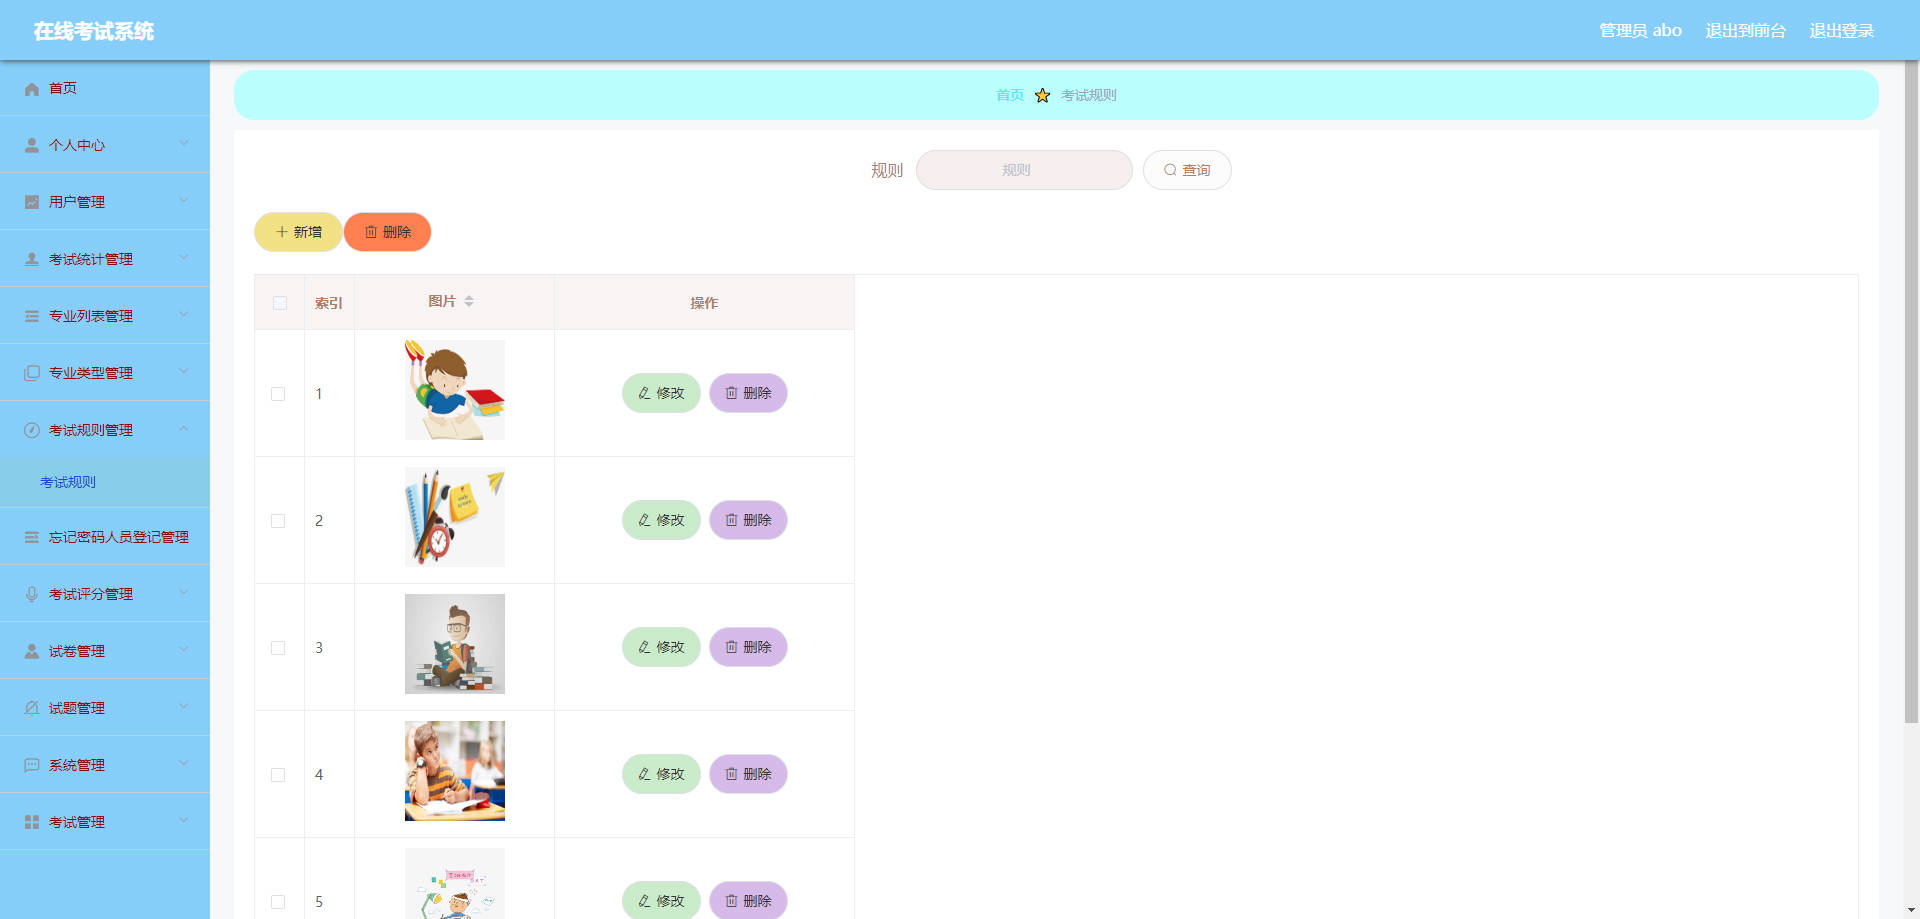 在线考试系统
管理员 abo 退出到前台 退出登录
首页
个人中心
用户管理
考试统计管理
专业列表管理
专业类型管理
考试规则管理
考试规则
忘记密码人员登记管理
考试评分管理
试卷管理
试题管理
系统管理
考试管理
首页 考试规则
规则 规则 查询
新增 删除
索引 图片 操作
1 修改 删除
2 修改 删除
3 修改 删除
4 修改 删除
5 修改 删除